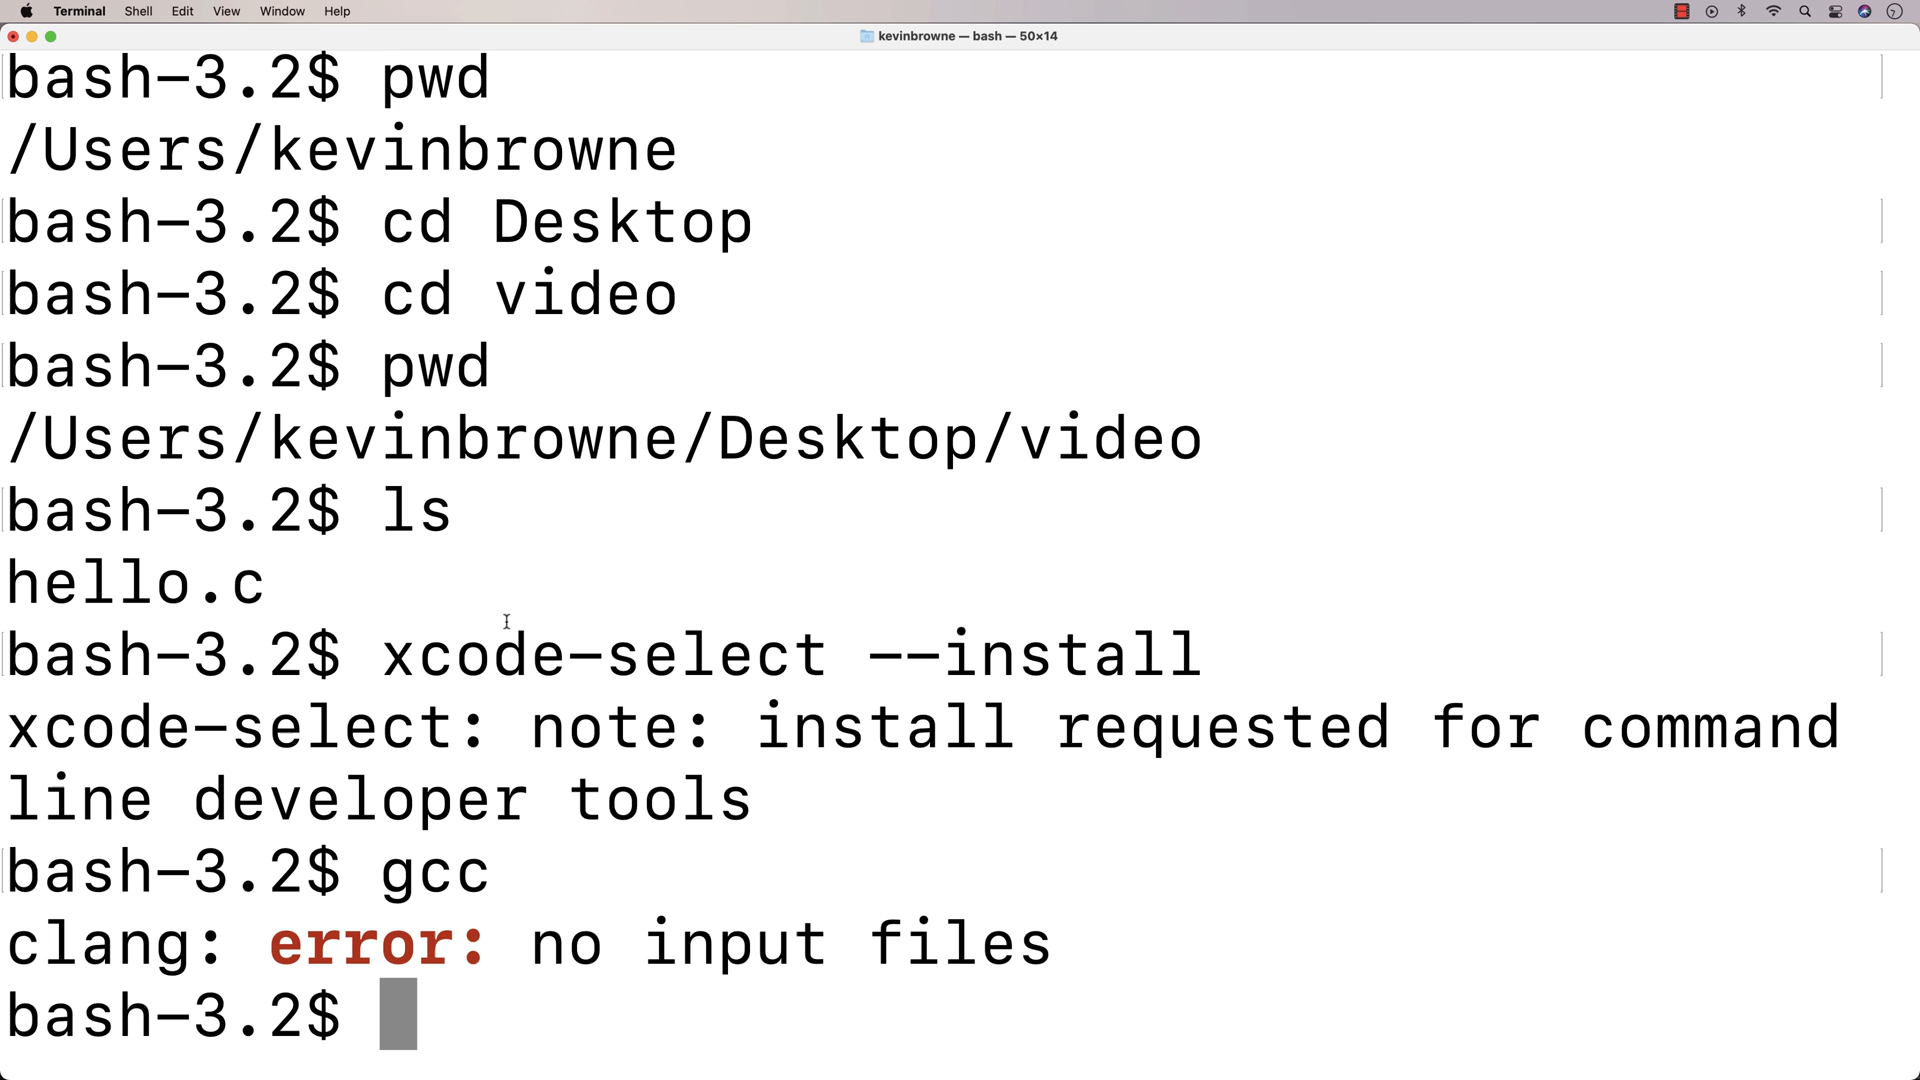 Terminal Shell Edit View Window Help
kevinbrowne — bash — 50×14
bash-3.2$ pwd
/Users/kevinbrowne
bash-3.2$ cd Desktop
bash-3.2$ cd video
bash-3.2$ pwd
/Users/kevinbrowne/Desktop/video
bash-3.2$ ls
hello.c
bash-3.2$ xcode-select --install
xcode-select: note: install requested for command
line developer tools
bash-3.2$ gcc
clang: error: no input files
bash-3.2$